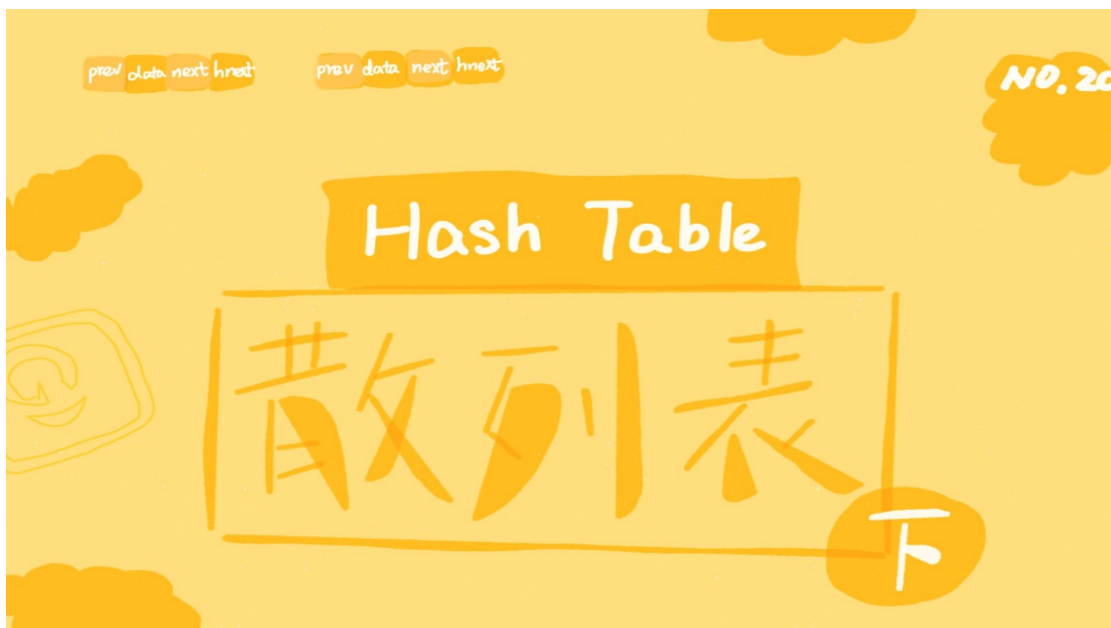 prev data next hnext prev data next hnext
NO. 20
Hash Table
散列表
下